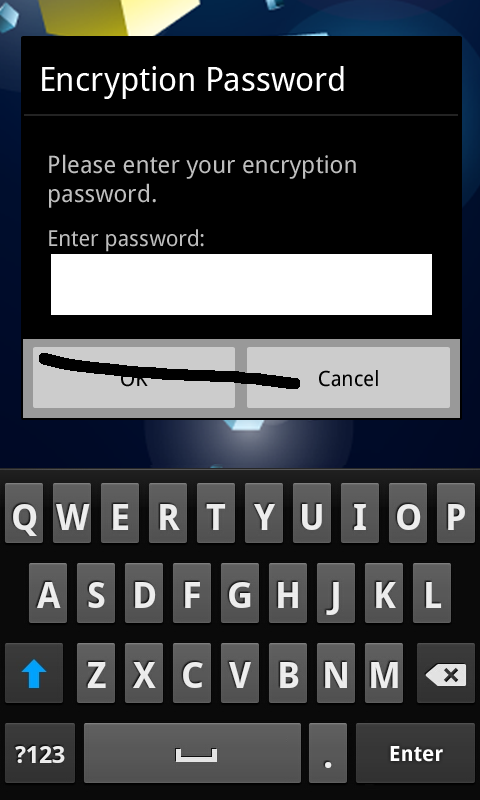 Encryption Password
Please enter your encryption
password.
Enter password:
OK Cancel
Q W E R T Y U I O P
A S D F G H J K L
Z X C V B N M
?123 . Enter